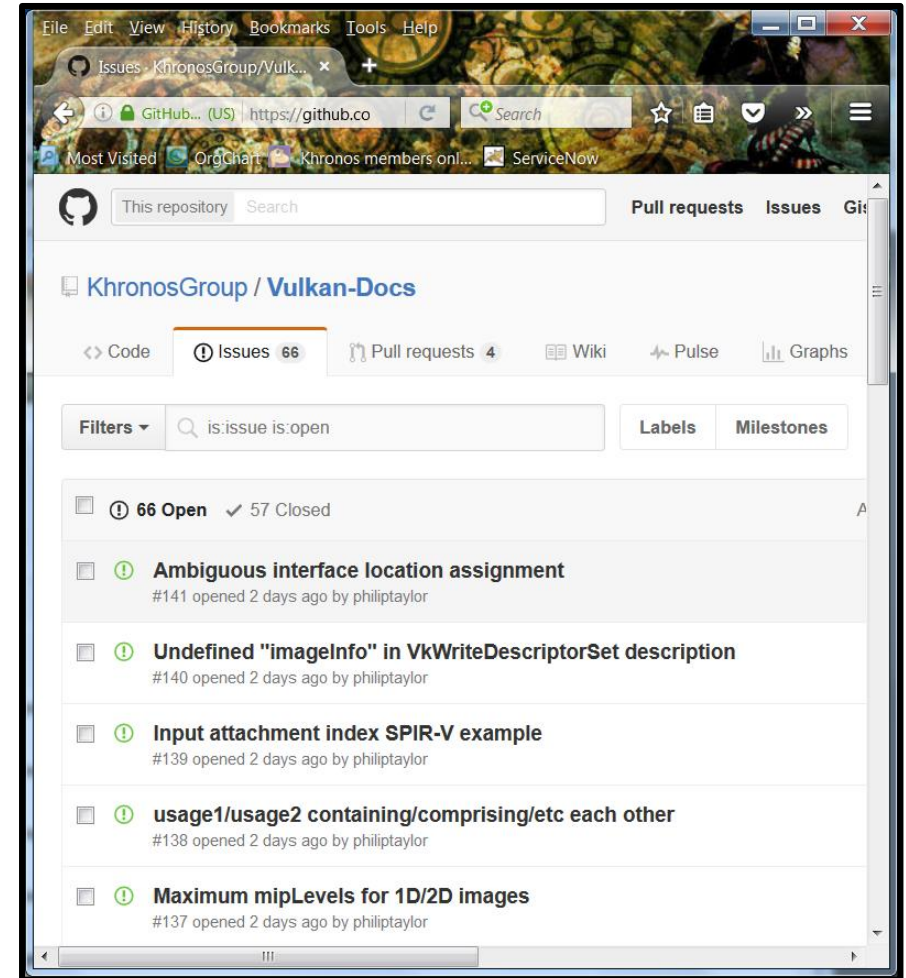 File Edit View History Bookmarks Tools Help
Issues - KhronosGroup/Vulk... × +
GitHub... (US) https://github.co Search
Most Visited OrgChart Khronos members onl... ServiceNow
This repository Search Pull requests Issues Gis
KhronosGroup / Vulkan-Docs
<> Code Issues 66 Pull requests 4 Wiki Pulse Graphs
Filters is:issue is:open Labels Milestones
66 Open 57 Closed A
Ambiguous interface location assignment
#141 opened 2 days ago by philiptaylor
Undefined "imageInfo" in VkWriteDescriptorSet description
#140 opened 2 days ago by philiptaylor
Input attachment index SPIR-V example
#139 opened 2 days ago by philiptaylor
usage1/usage2 containing/comprising/etc each other
#138 opened 2 days ago by philiptaylor
Maximum mipLevels for 1D/2D images
#137 opened 2 days ago by philiptaylor